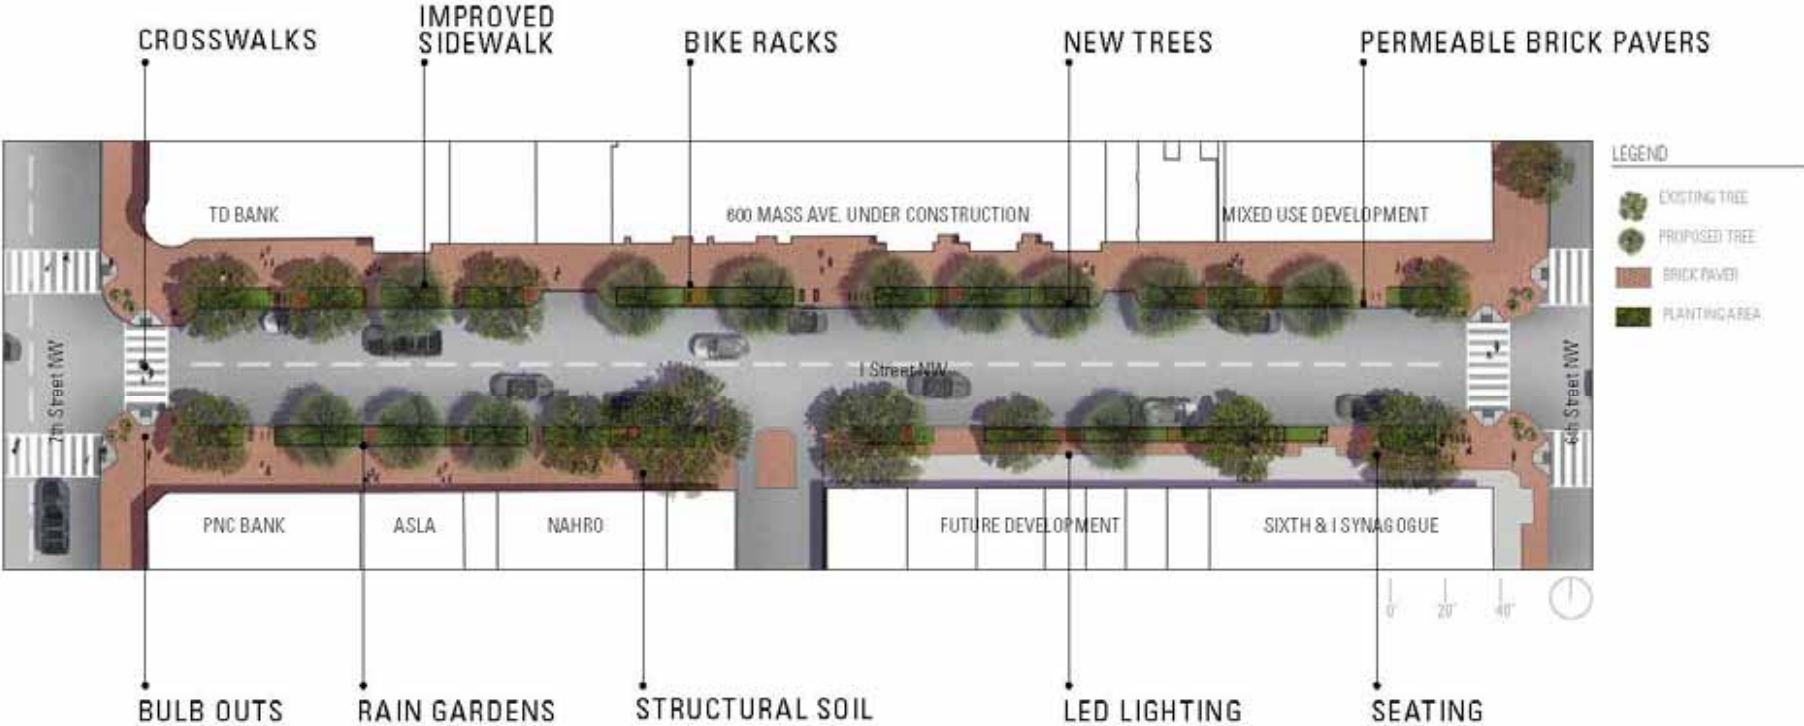 CROSSWALKS
IMPROVED
SIDEWALK
BIKE RACKS
NEW TREES
PERMEABLE BRICK PAVERS
LEGEND
EXISTING TREE
PROPOSED TREE
BRICK PAVER
PLANTING AREA
TD BANK
600 MASS AVE. UNDER CONSTRUCTION
MIXED USE DEVELOPMENT
7th Street NW
I Street NW
6th Street NW
PNC BANK
ASLA
NAHRO
FUTURE DEVELOPMENT
SIXTH & I SYNAGOGUE
0'
20'
40'
BULB OUTS
RAIN GARDENS
STRUCTURAL SOIL
LED LIGHTING
SEATING